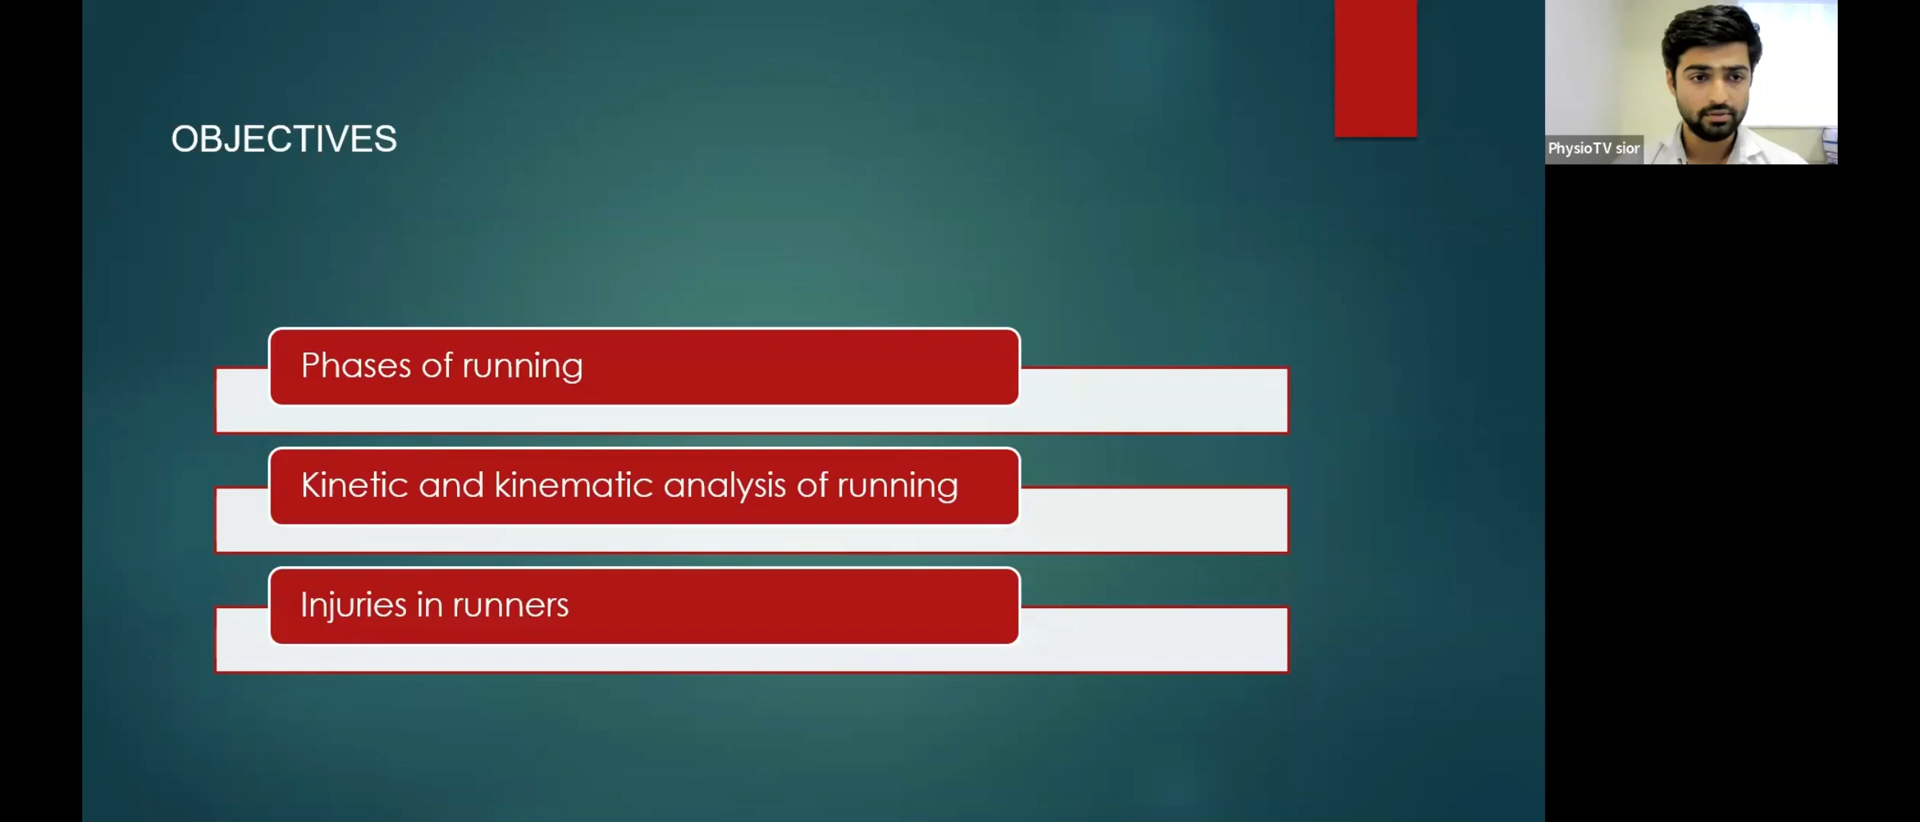 OBJECTIVES
Phases of running
Kinetic and kinematic analysis of running
Injuries in runners
PhysioTV sior